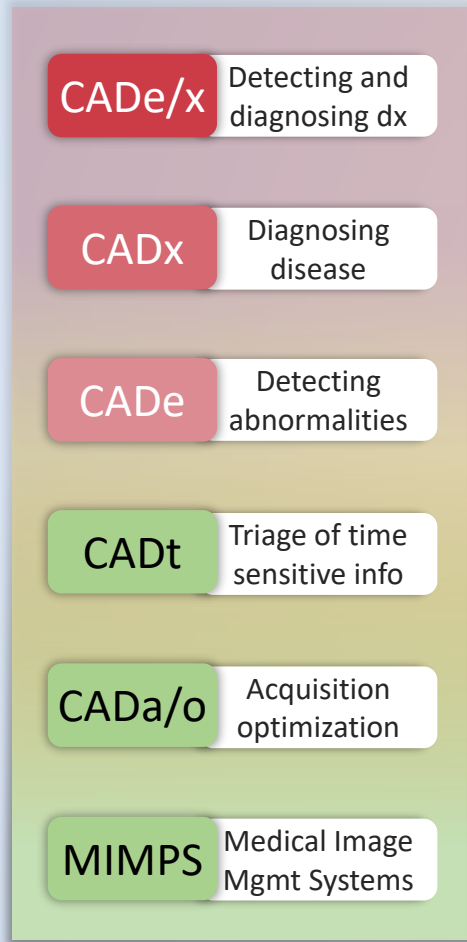 CADe/x
Detecting and
diagnosing dx
CADx
Diagnosing
disease
CADe
Detecting
abnormalities
CADt
Triage of time
sensitive info
CADa/o
Acquisition
optimization
MIMPS
Medical Image
Mgmt Systems